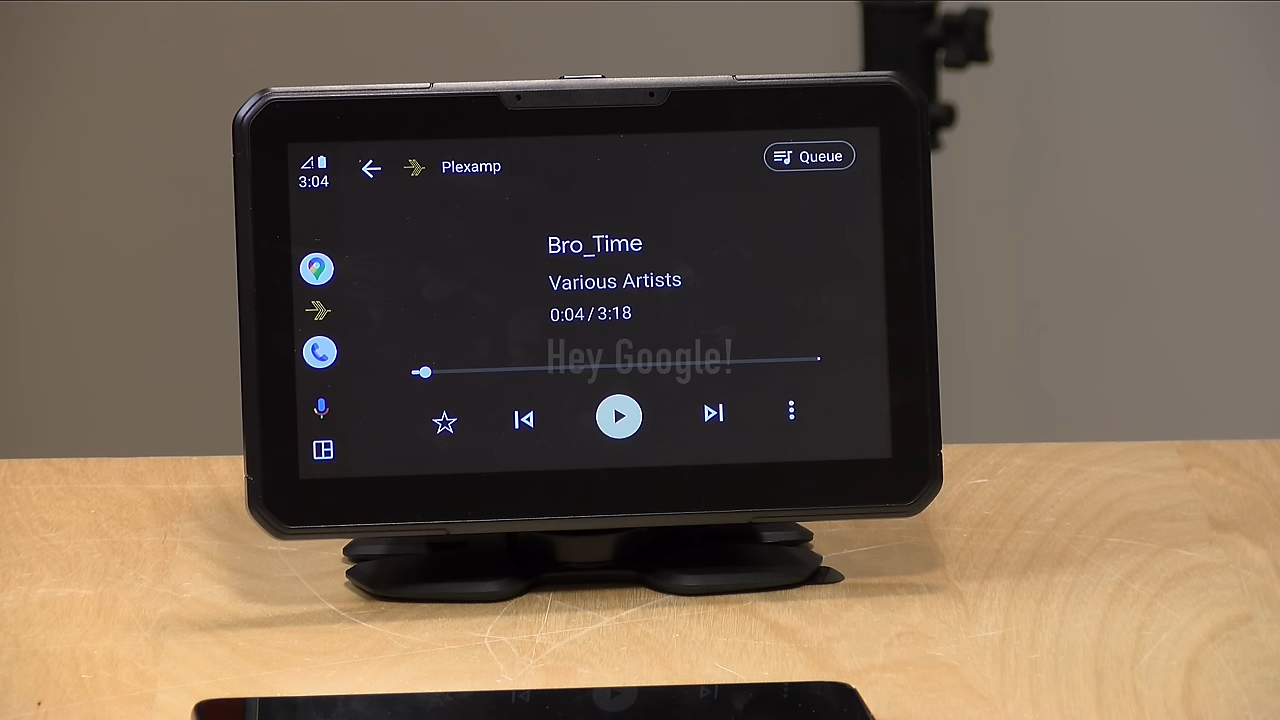 3:04
Plexamp
Queue
Bro_Time
Various Artists
0:04 / 3:18
Hey Google!